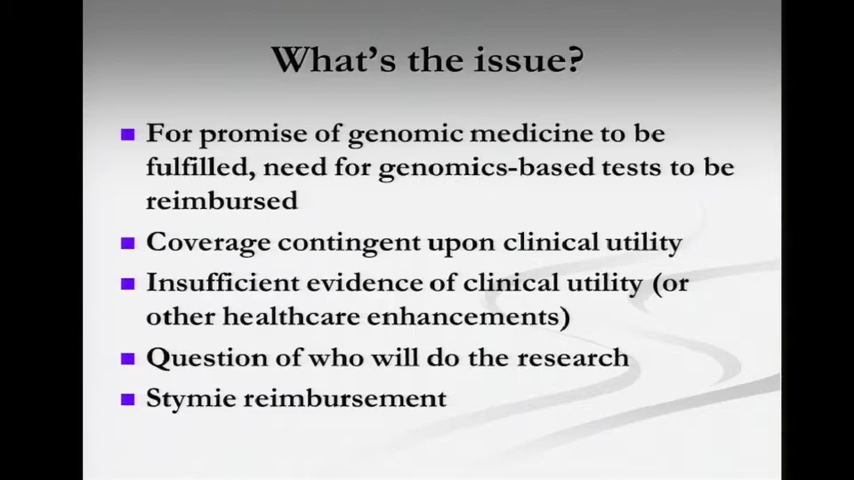 What's the issue?
For promise of genomic medicine to be
fulfilled, need for genomics-based tests to be
reimbursed
Coverage contingent upon clinical utility
Insufficient evidence of clinical utility (or
other healthcare enhancements)
Question of who will do the research
Stymie reimbursement